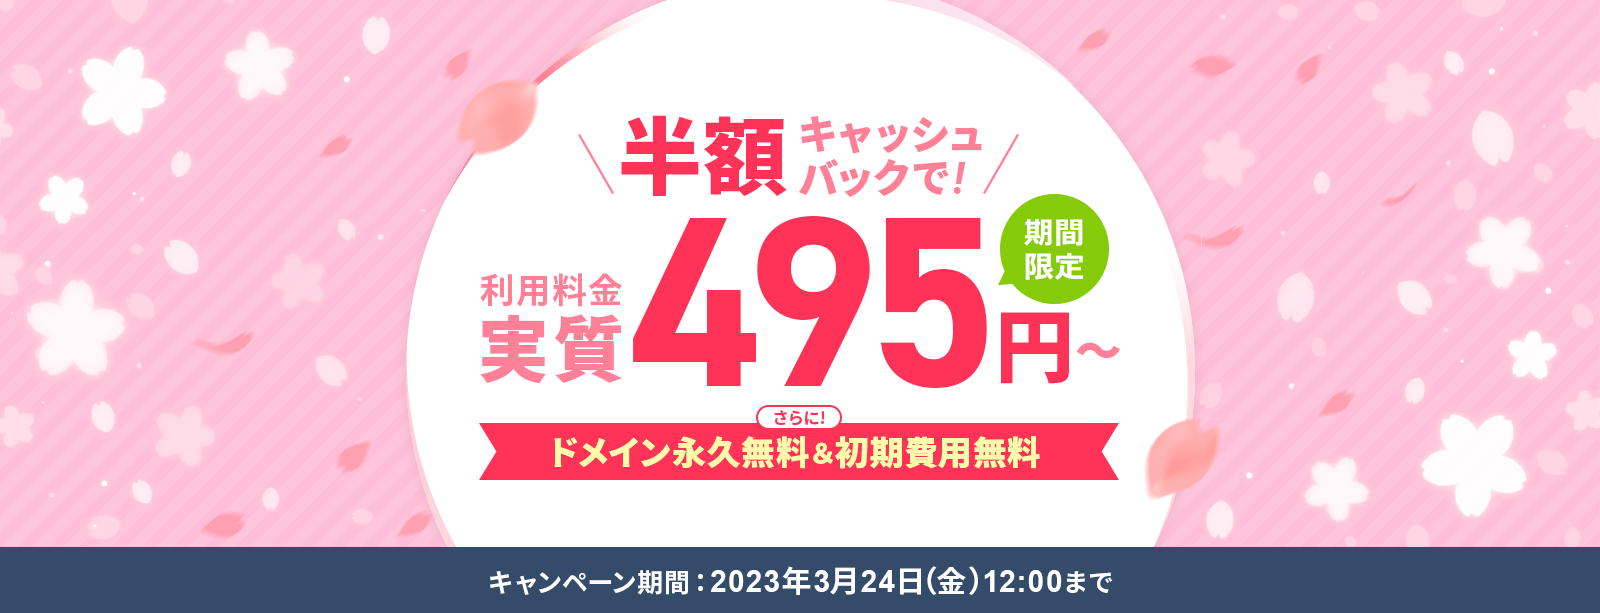 半額キャッシュ
バックで!
期間
限定
利用料金
実質495円～
さらに!
ドメイン永久無料&初期費用無料
キャンペーン期間：2023年3月24日(金)12:00まで